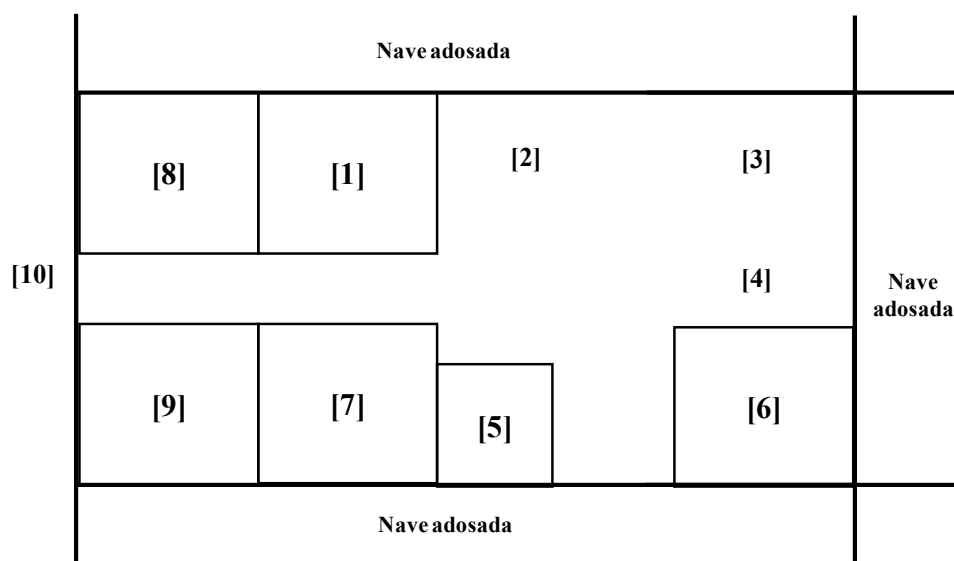 Nave adosada
[8]
[1]
[2]
[3]
[10]
[4]
Nave
adosada
[9]
[7]
[5]
[6]
Nave adosada